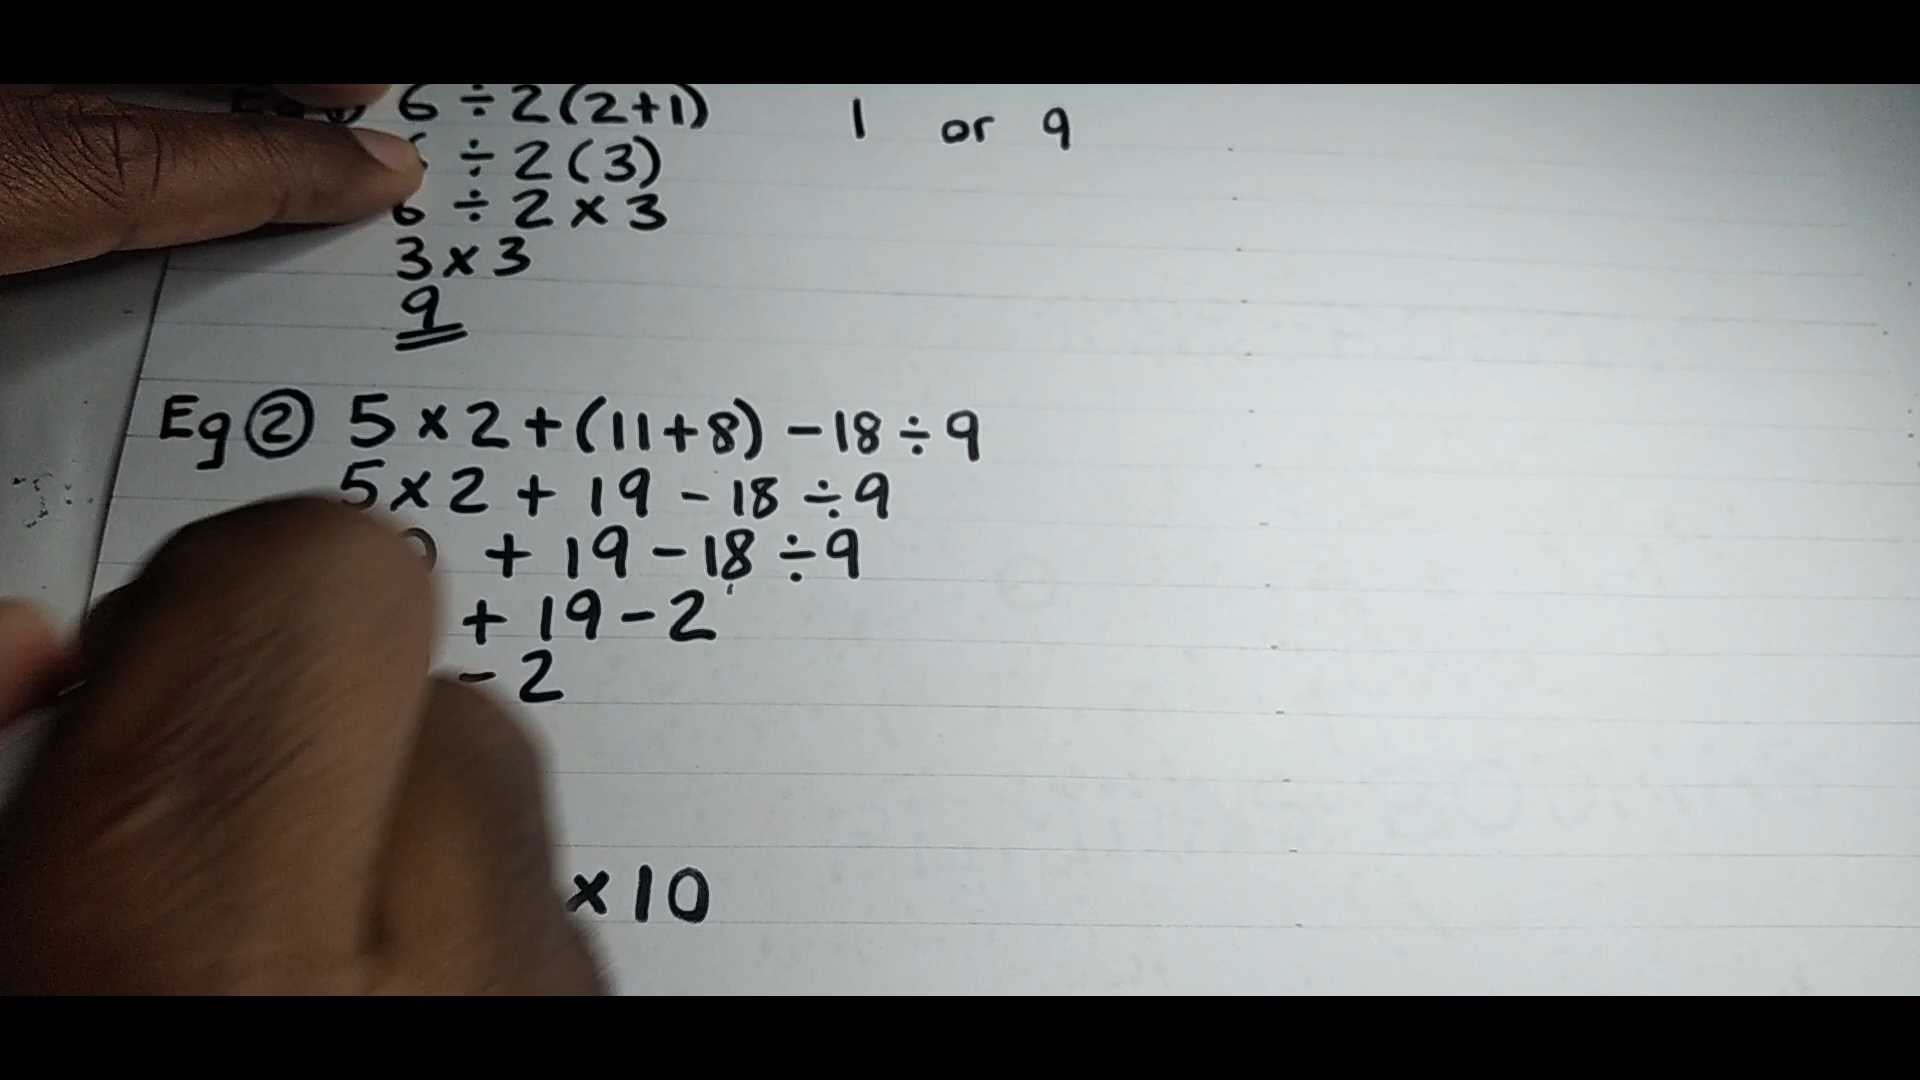 6 ÷ 2(2+1) 1 or 9
÷ 2(3)
6 ÷ 2 × 3
3 × 3
9
Eg ② 5 × 2 + (11+8) - 18 ÷ 9
5 × 2 + 19 - 18 ÷ 9
+ 19 - 18 ÷ 9
+ 19 - 2
- 2
× 10